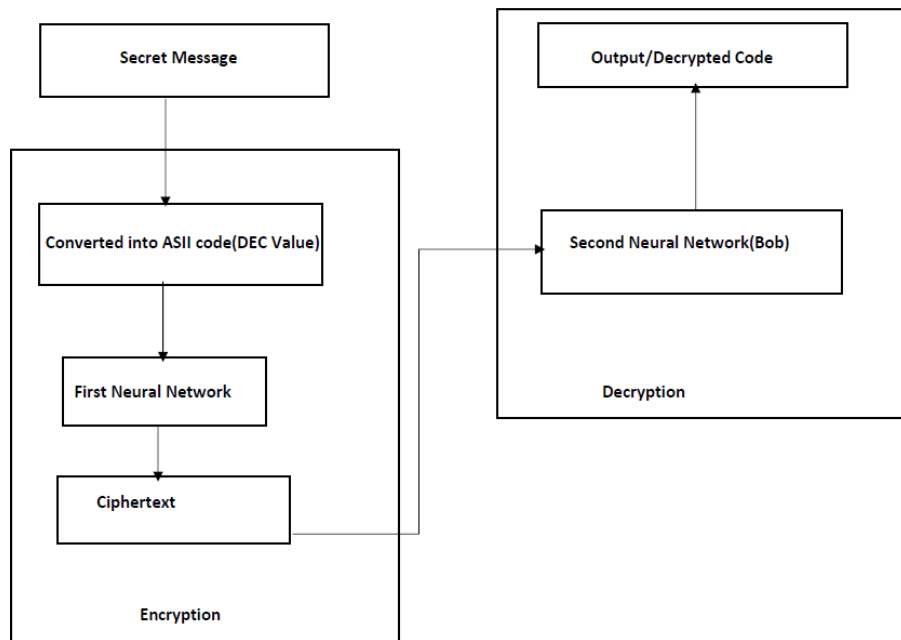 Secret Message
Converted into ASII code(DEC Value)
First Neural Network
Ciphertext
Encryption
Output/Decrypted Code
Second Neural Network(Bob)
Decryption